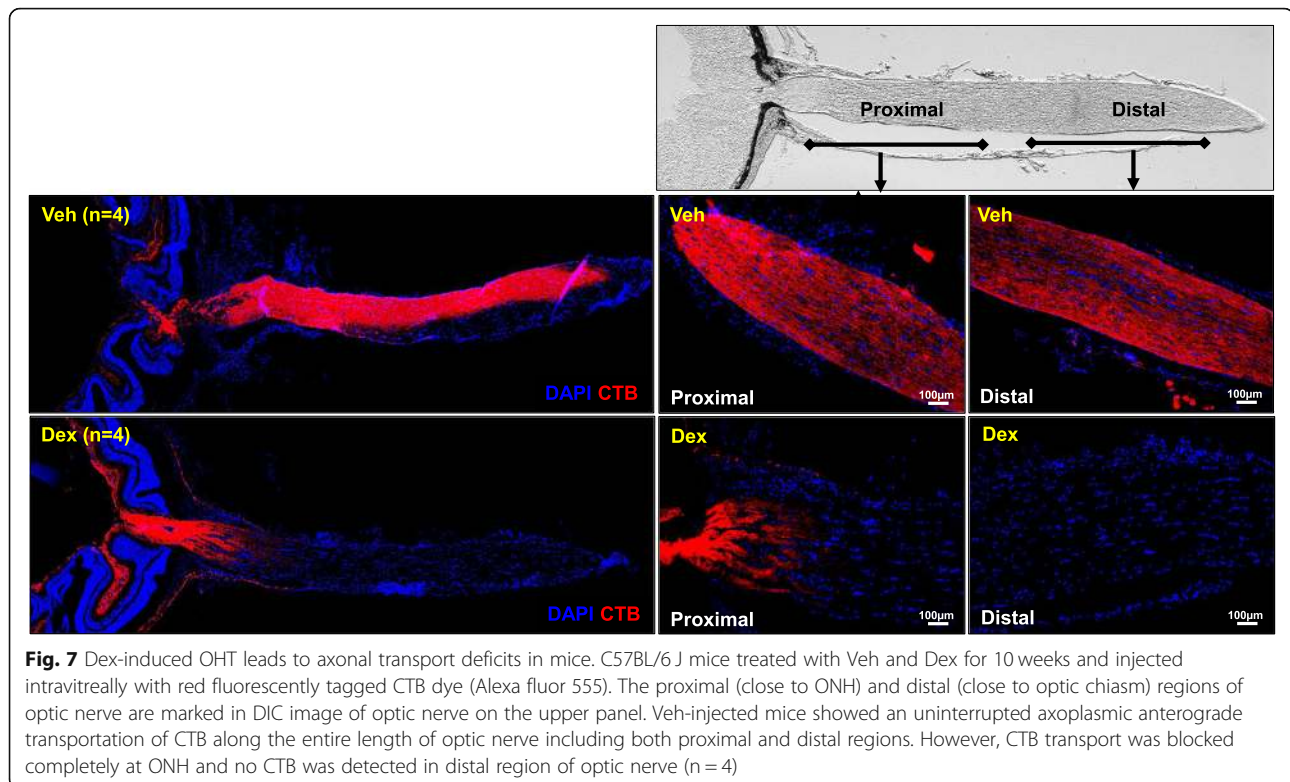 Proximal
Distal
Veh (n=4)
DAPI CTB
Veh
Proximal
100µm
Veh
Distal
100µm
Dex (n=4)
DAPI CTB
Dex
Proximal
100µm
Dex
Distal
100µm
Fig. 7 Dex-induced OHT leads to axonal transport deficits in mice. C57BL/6 J mice treated with Veh and Dex for 10 weeks and injected
intravitreally with red fluorescently tagged CTB dye (Alexa fluor 555). The proximal (close to ONH) and distal (close to optic chiasm) regions of
optic nerve are marked in DIC image of optic nerve on the upper panel. Veh-injected mice showed an uninterrupted axoplasmic anterograde
transportation of CTB along the entire length of optic nerve including both proximal and distal regions. However, CTB transport was blocked
completely at ONH and no CTB was detected in distal region of optic nerve (n = 4)